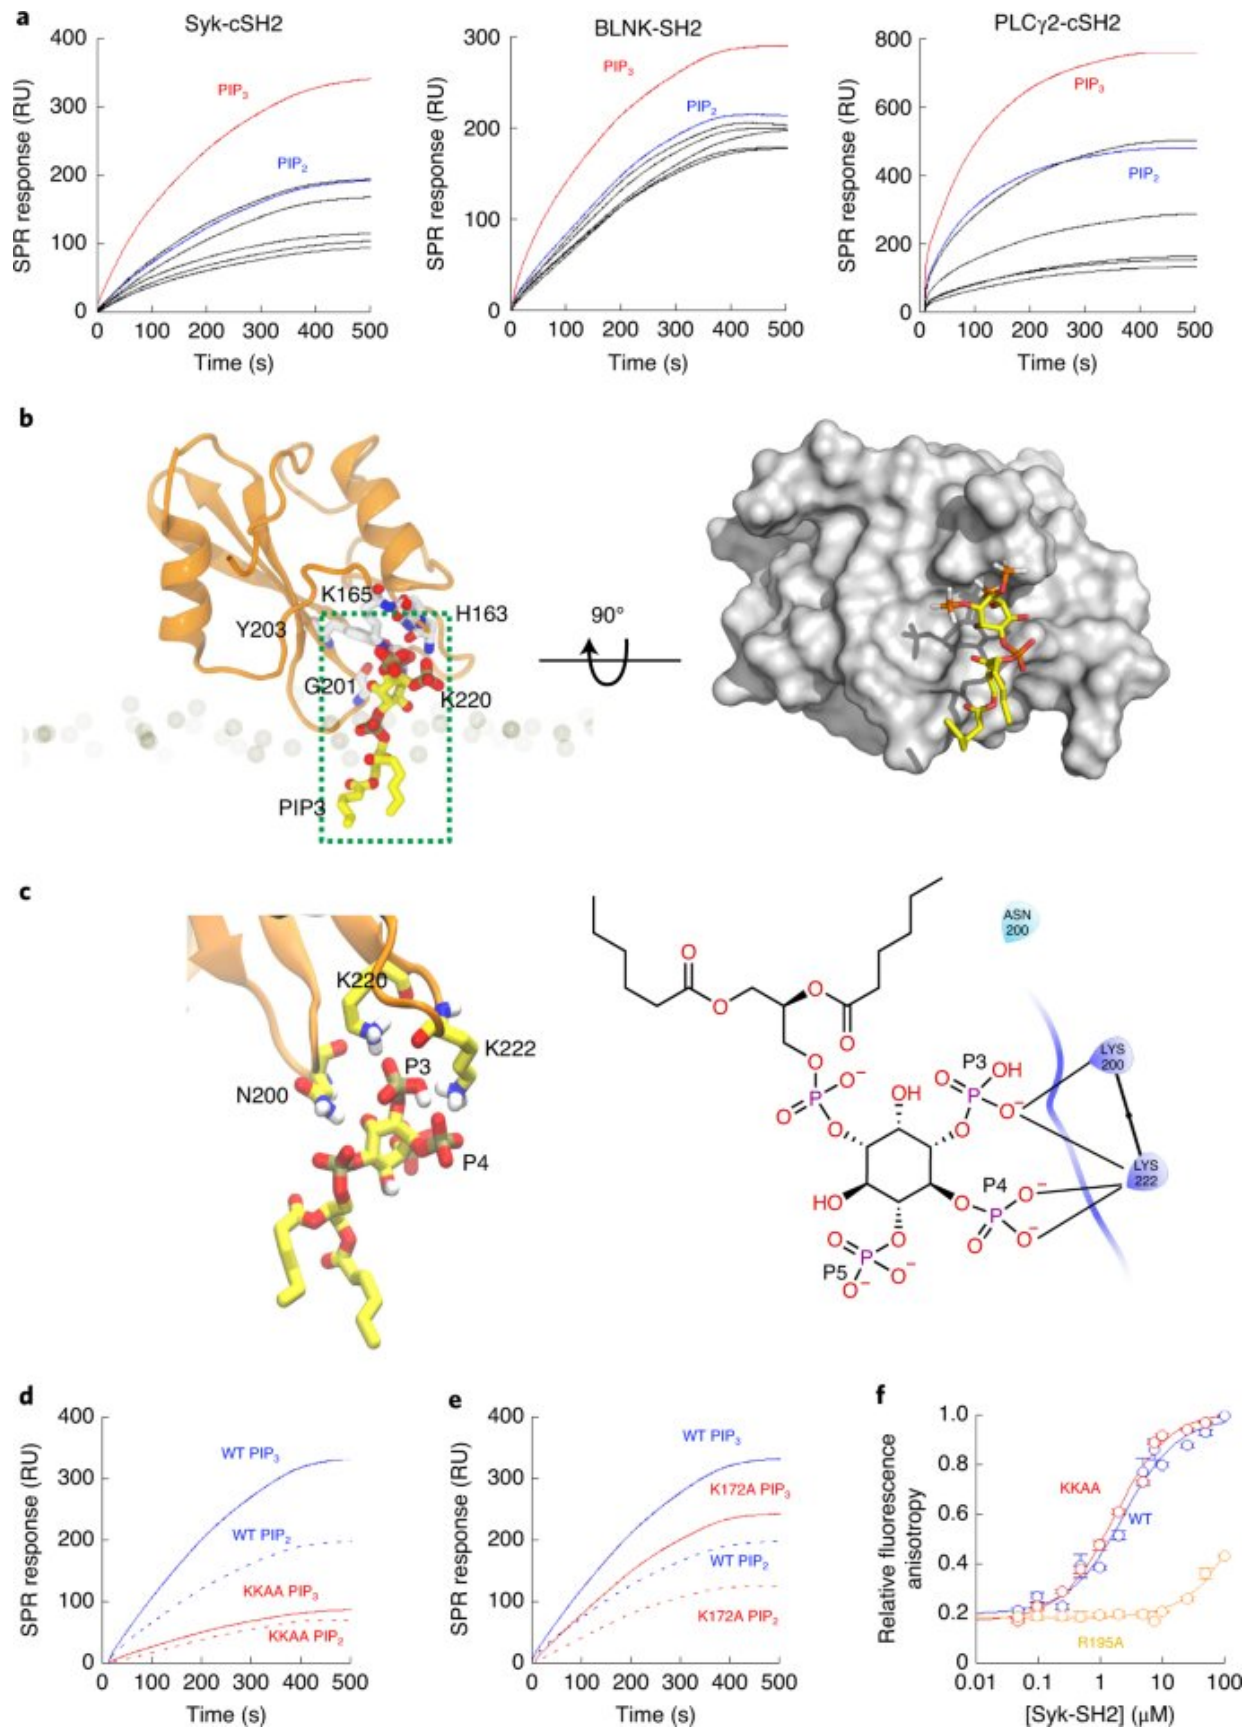 a
Syk-cSH2
BLNK-SH2
PLCγ2-cSH2
SPR response (RU)
400
300
200
100
0
PIP3
PIP2
0 100 200 300 400 500
Time (s)
SPR response (RU)
300
200
100
0
PIP3
PIP2
0 100 200 300 400 500
Time (s)
SPR response (RU)
800
600
400
200
0
PIP3
PIP2
0 100 200 300 400 500
Time (s)
b
K165
H163
Y203
G201
K220
PIP3
90°
c
K220
K222
P3
N200
P4
ASN
200
O
O
O
O
O
O–
P
O
O
OH
P3
OH
O
P
O–
O
LYS
200
LYS
222
HO
O
P4
O–
P
O
O–
O
O
P
P5
O–
O–
d
SPR response (RU)
400
300
200
100
0
WT PIP3
WT PIP2
KKAA PIP3
KKAA PIP2
0 100 200 300 400 500
Time (s)
e
SPR response (RU)
400
300
200
100
0
WT PIP3
K172A PIP3
WT PIP2
K172A PIP2
0 100 200 300 400 500
Time (s)
f
Relative fluorescence
anisotropy
1.0
0.8
0.6
0.4
0.2
0
KKAA
WT
R195A
0.01 0.1 1 10 100
[Syk-SH2] (μM)